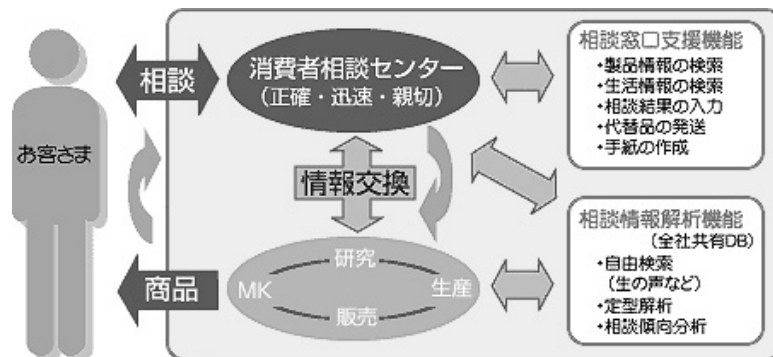 お客さま
相談
消費者相談センター
(正確・迅速・親切)
情報交換
商品
研究
MK
生産
販売
相談窓口支援機能
・製品情報の検索
・生活情報の検索
・相談結果の入力
・代替品の発送
・手紙の作成
相談情報解析機能
(全社共有DB)
・自由検索
(生の声など)
・定型解析
・相談傾向分析